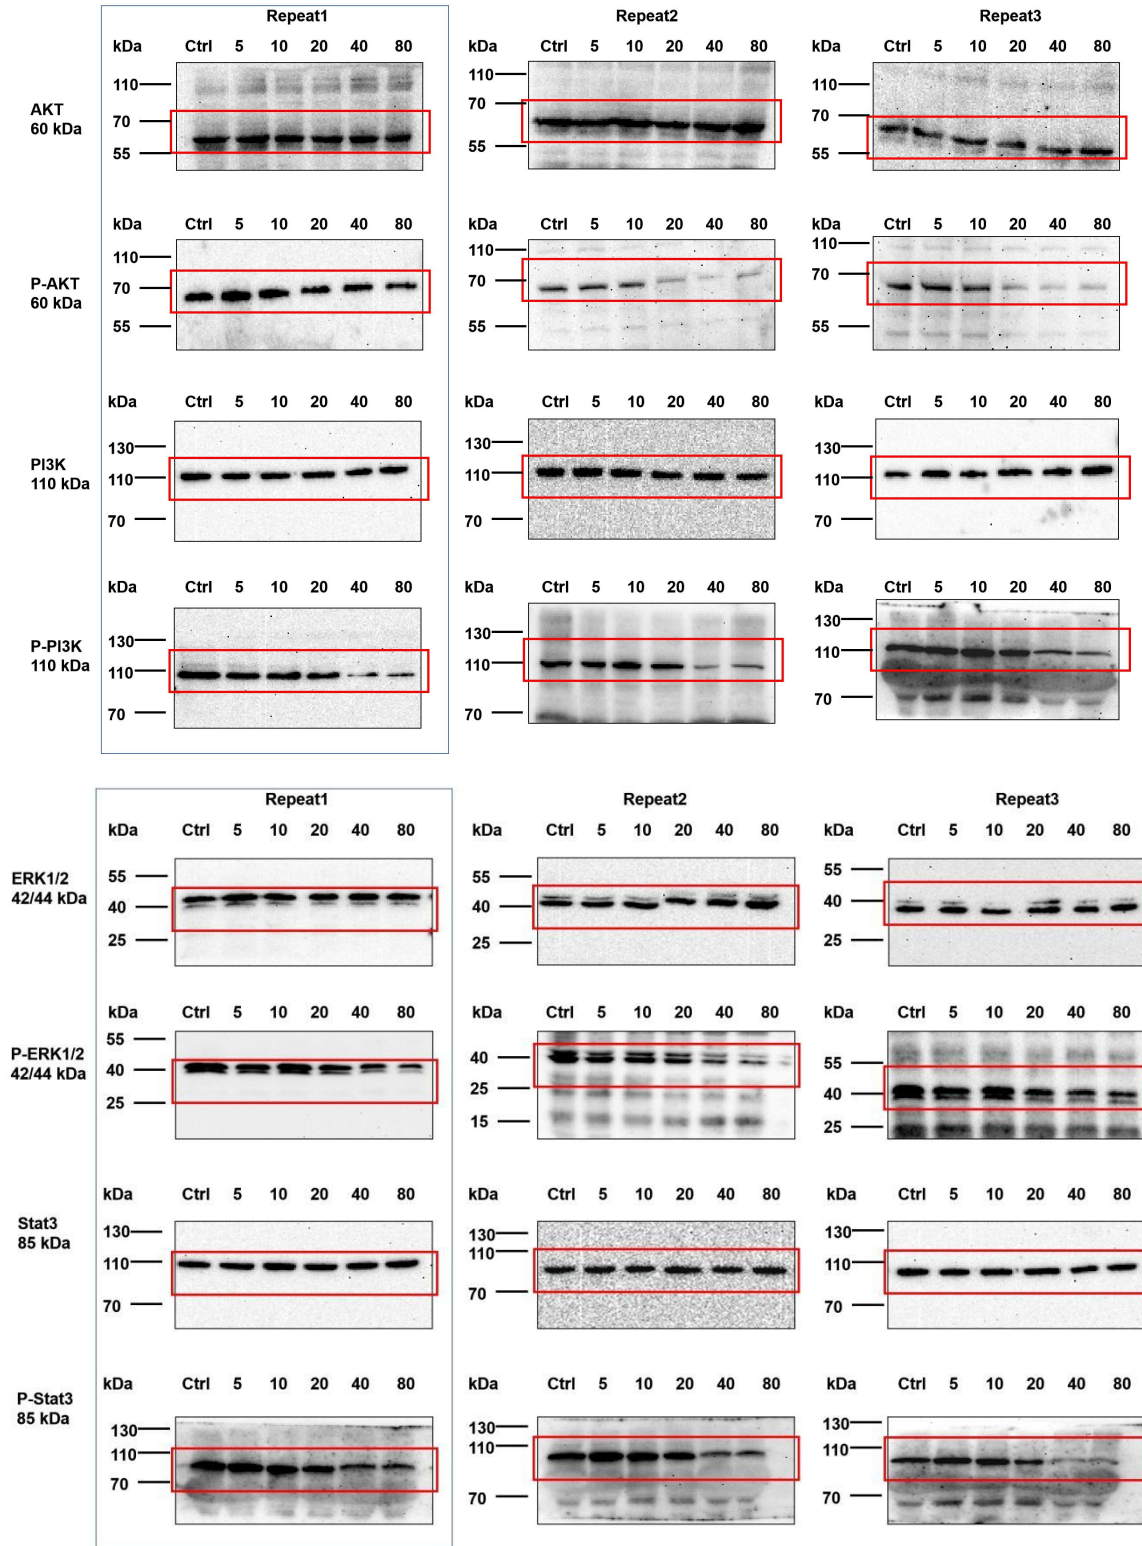 Repeat1 Repeat2 Repeat3
kDa Ctrl 5 10 20 40 80 kDa Ctrl 5 10 20 40 80 kDa Ctrl 5 10 20 40 80
AKT
60 kDa
110 70 55 110 70 55 110 70 55
kDa Ctrl 5 10 20 40 80 kDa Ctrl 5 10 20 40 80 kDa Ctrl 5 10 20 40 80
P-AKT
60 kDa
110 70 55 110 70 55 110 70 55
kDa Ctrl 5 10 20 40 80 kDa Ctrl 5 10 20 40 80 kDa Ctrl 5 10 20 40 80
PI3K
110 kDa
130 110 70 130 110 70 130 110 70
kDa Ctrl 5 10 20 40 80 kDa Ctrl 5 10 20 40 80 kDa Ctrl 5 10 20 40 80
P-PI3K
110 kDa
130 110 70 130 110 70 130 110 70
Repeat1 Repeat2 Repeat3
kDa Ctrl 5 10 20 40 80 kDa Ctrl 5 10 20 40 80 kDa Ctrl 5 10 20 40 80
ERK1/2
42/44 kDa
55 40 25 55 40 25 55 40 25
kDa Ctrl 5 10 20 40 80 kDa Ctrl 5 10 20 40 80 kDa Ctrl 5 10 20 40 80
P-ERK1/2
42/44 kDa
55 40 25 40 25 15 55 40 25
kDa Ctrl 5 10 20 40 80 kDa Ctrl 5 10 20 40 80 kDa Ctrl 5 10 20 40 80
Stat3
85 kDa
130 110 70 130 110 70 130 110 70
kDa Ctrl 5 10 20 40 80 kDa Ctrl 5 10 20 40 80 kDa Ctrl 5 10 20 40 80
P-Stat3
85 kDa
130 110 70 130 110 70 130 110 70